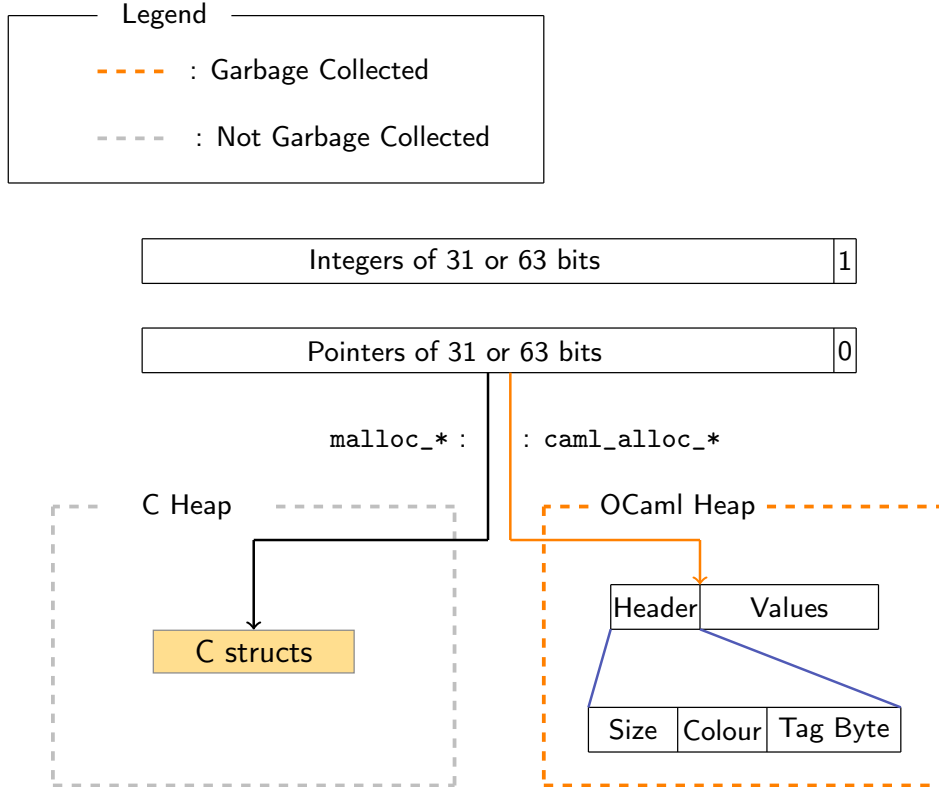 Legend
: Garbage Collected
: Not Garbage Collected
Integers of 31 or 63 bits 1
Pointers of 31 or 63 bits 0
malloc_* : : caml_alloc_*
C Heap OCaml Heap
Header Values
C structs
Size Colour Tag Byte